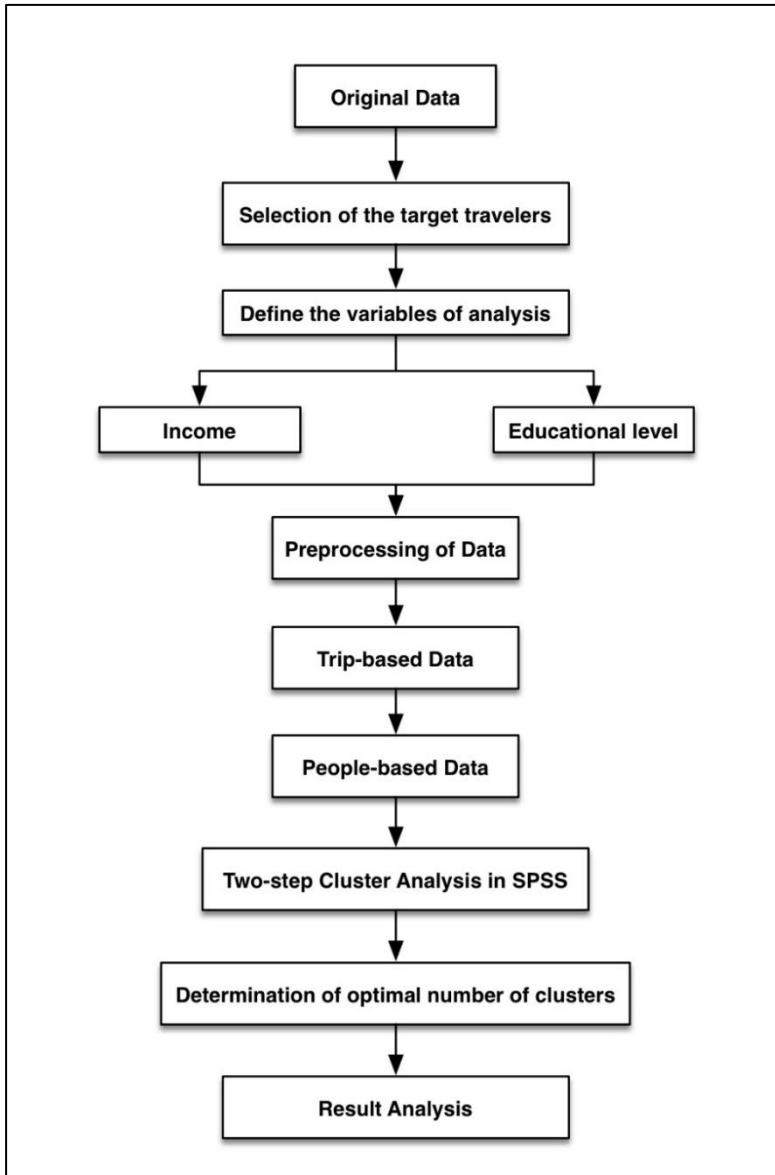 Original Data
Selection of the target travelers
Define the variables of analysis
Income
Educational level
Preprocessing of Data
Trip-based Data
People-based Data
Two-step Cluster Analysis in SPSS
Determination of optimal number of clusters
Result Analysis